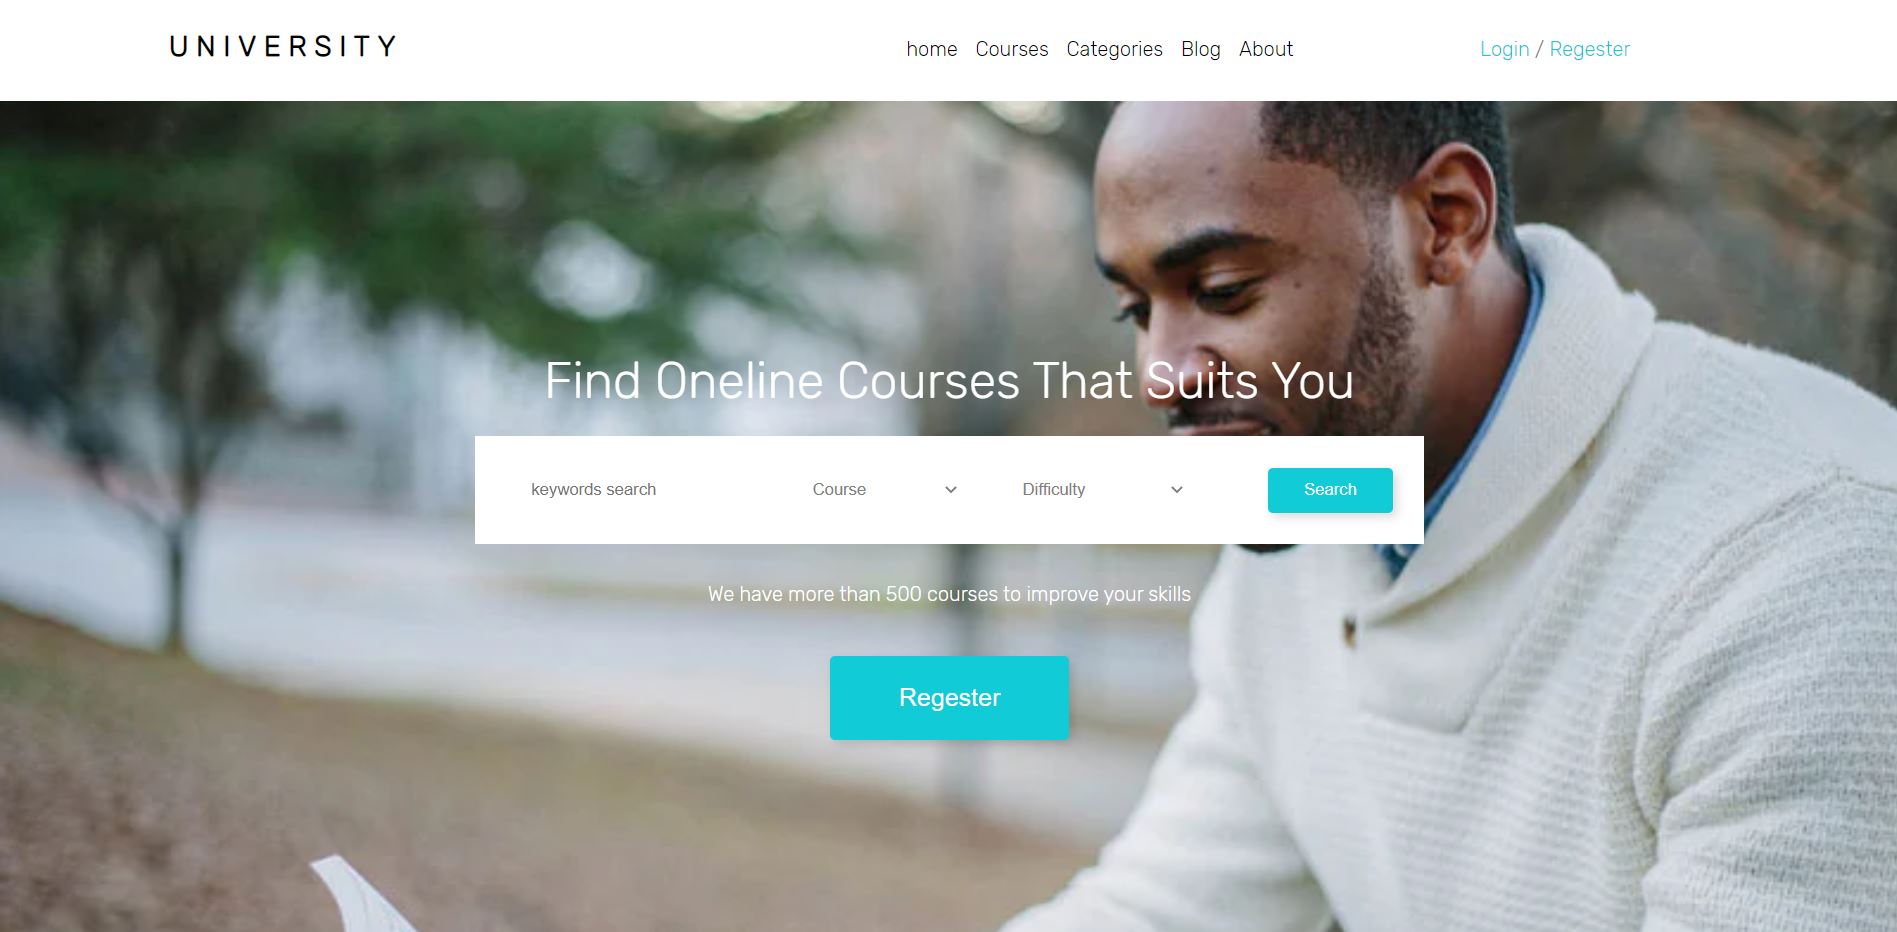 UNIVERSITY
home Courses Categories Blog About
Login / Regester
Find Oneline Courses That Suits You
keywords search Course Difficulty Search
We have more than 500 courses to improve your skills
Regester